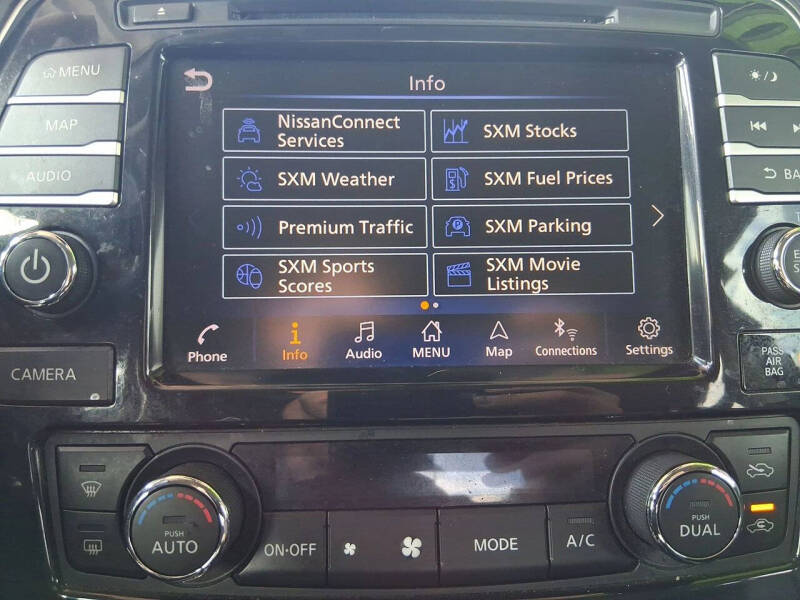 MENU
MAP
AUDIO
CAMERA
Info
NissanConnect
Services
SXM Stocks
SXM Weather
SXM Fuel Prices
Premium Traffic
SXM Parking
SXM Sports
Scores
SXM Movie
Listings
Phone
Info
Audio
MENU
Map
Connections
Settings
BA
PASS
AIR
BAG
PUSH
AUTO
ON·OFF
MODE
A/C
PUSH
DUAL